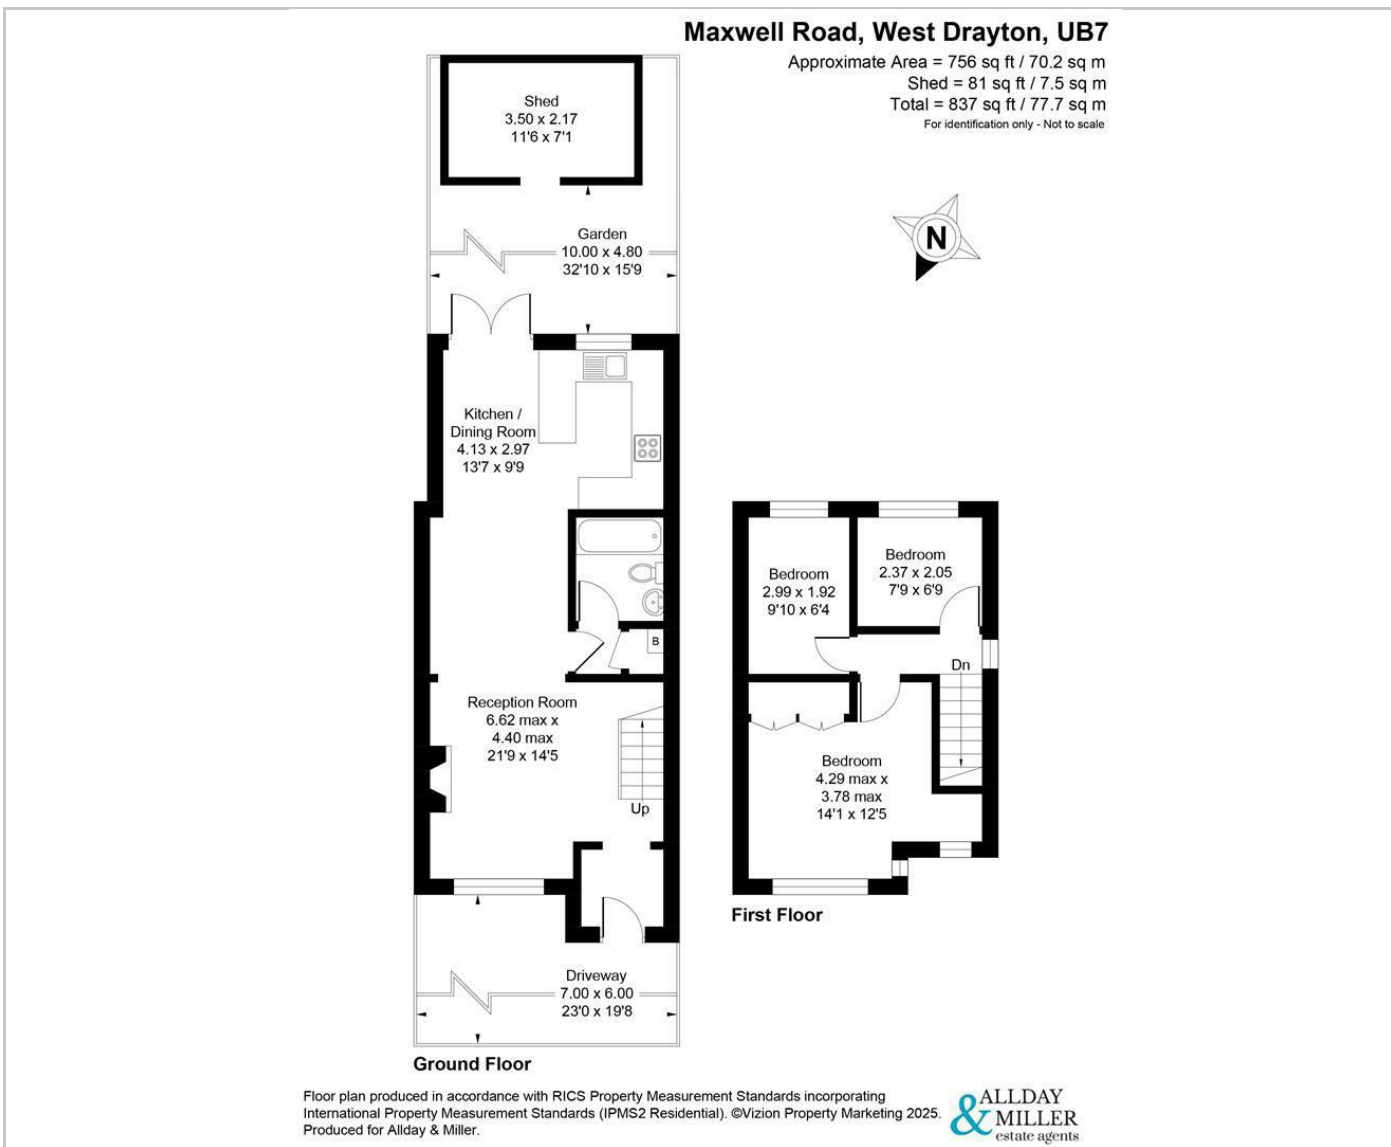 Maxwell Road, West Drayton, UB7
Approximate Area = 756 sq ft / 70.2 sq m
Shed = 81 sq ft / 7.5 sq m
Total = 837 sq ft / 77.7 sq m
For identification only - Not to scale
N
Shed
3.50 x 2.17
11'6 x 7'1
Garden
10.00 x 4.80
32'10 x 15'9
Kitchen /
Dining Room
4.13 x 2.97
13'7 x 9'9
B
Reception Room
6.62 max x
4.40 max
21'9 x 14'5
Up
Driveway
7.00 x 6.00
23'0 x 19'8
Ground Floor
Bedroom
2.99 x 1.92
9'10 x 6'4
Bedroom
2.37 x 2.05
7'9 x 6'9
Dn
Bedroom
4.29 max x
3.78 max
14'1 x 12'5
First Floor
Floor plan produced in accordance with RICS Property Measurement Standards incorporating
International Property Measurement Standards (IPMS2 Residential). ©Vizion Property Marketing 2025.
Produced for Allday & Miller.
ALLDAY
& MILLER
estate agents